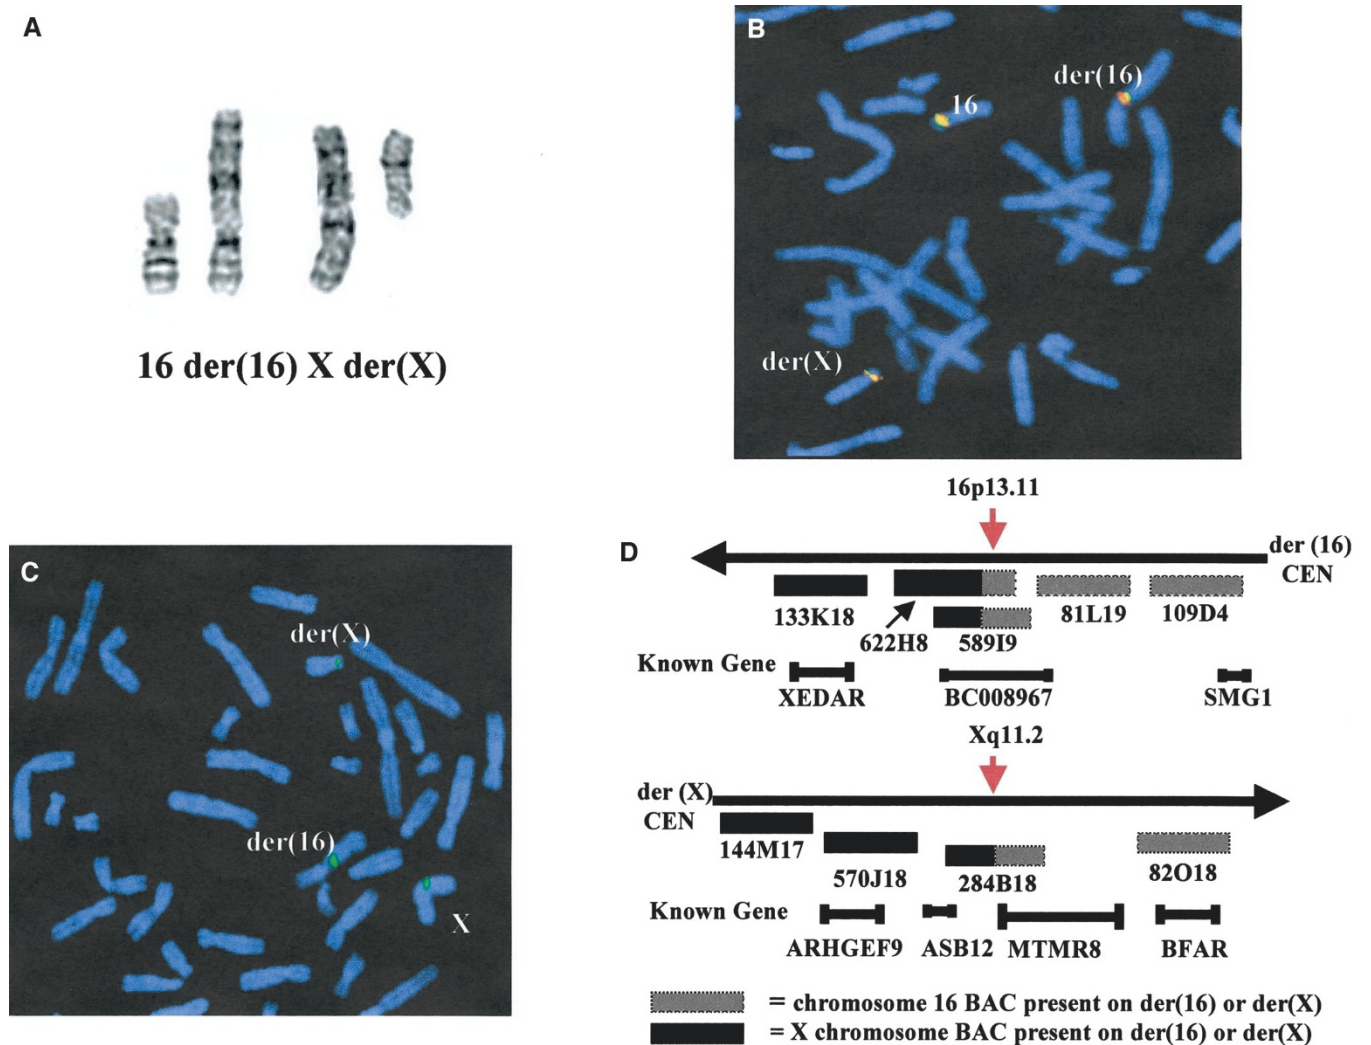 A
16 der(16) X der(X)
B
der(16)
16
der(X)
C
der(X)
der(16)
X
D
16p13.11
der (16)
CEN
133K18
622H8
589I9
81L19
109D4
Known Gene
XEDAR
BC008967
SMG1
Xq11.2
der (X)
CEN
144M17
570J18
284B18
82O18
Known Gene
ARHGEF9
ASB12
MTMR8
BFAR
= chromosome 16 BAC present on der(16) or der(X)
= X chromosome BAC present on der(16) or der(X)